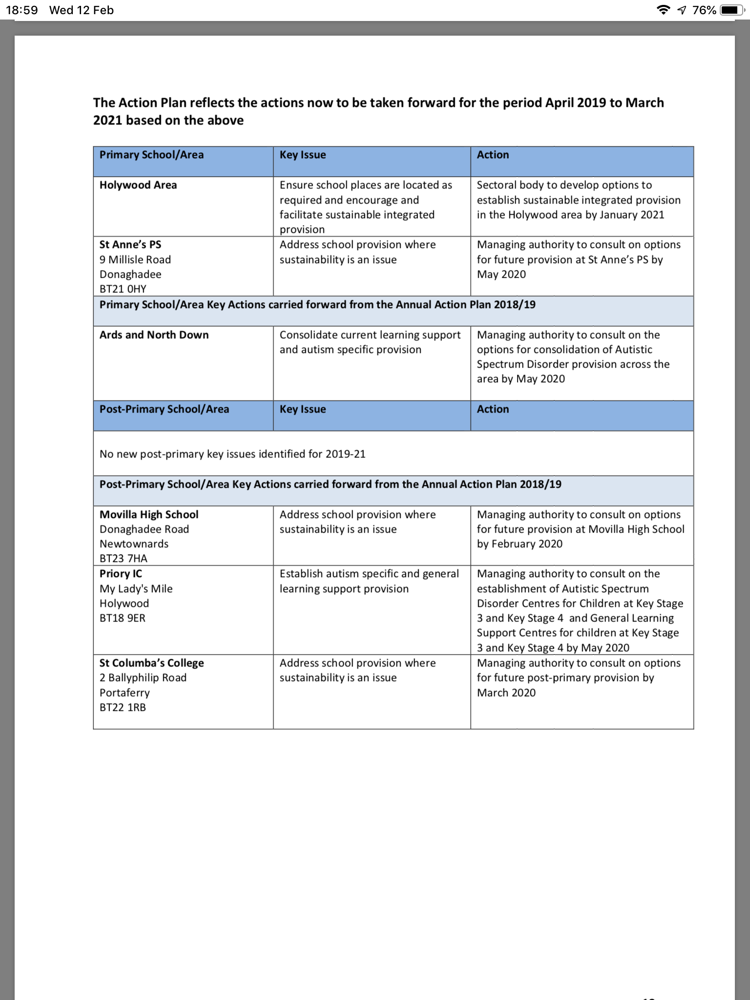 18:59 Wed 12 Feb
76%
The Action Plan reflects the actions now to be taken forward for the period April 2019 to March
2021 based on the above
Primary School/Area
Key Issue
Action
Holywood Area
Ensure school places are located as
required and encourage and
facilitate sustainable integrated
provision
Sectoral body to develop options to
establish sustainable integrated provision
in the Holywood area by January 2021
St Anne’s PS
9 Millisle Road
Donaghadee
BT21 0HY
Address school provision where
sustainability is an issue
Managing authority to consult on options
for future provision at St Anne’s PS by
May 2020
Primary School/Area Key Actions carried forward from the Annual Action Plan 2018/19
Ards and North Down
Consolidate current learning support
and autism specific provision
Managing authority to consult on the
options for consolidation of Autistic
Spectrum Disorder provision across the
area by May 2020
Post-Primary School/Area
Key Issue
Action
No new post-primary key issues identified for 2019-21
Post-Primary School/Area Key Actions carried forward from the Annual Action Plan 2018/19
Movilla High School
Donaghadee Road
Newtownards
BT23 7HA
Address school provision where
sustainability is an issue
Managing authority to consult on options
for future provision at Movilla High School
by February 2020
Priory IC
My Lady's Mile
Holywood
BT18 9ER
Establish autism specific and general
learning support provision
Managing authority to consult on the
establishment of Autistic Spectrum
Disorder Centres for Children at Key Stage
3 and Key Stage 4 and General Learning
Support Centres for children at Key Stage
3 and Key Stage 4 by May 2020
St Columba’s College
2 Ballyphilip Road
Portaferry
BT22 1RB
Address school provision where
sustainability is an issue
Managing authority to consult on options
for future post-primary provision by
March 2020